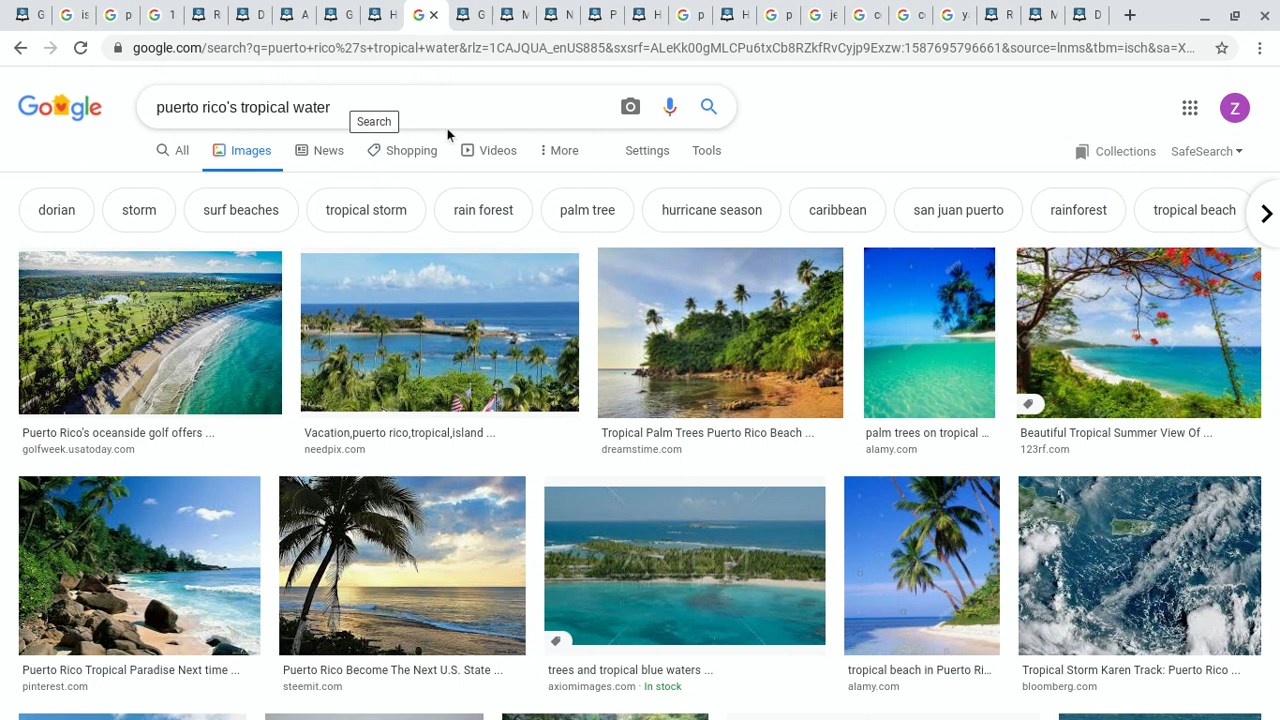 G is G p 1 R D A G H G G M N P H G p H G p G je G c G c G y R M D
google.com/search?q=puerto+rico%27s+tropical+water&rlz=1CAJQUA_enUS885&sxsrf=ALeKk00gMLCPu6txCb8RZkfRvCyjp9Exzw:1587695796661&source=lnms&tbm=isch&sa=X...
puerto rico's tropical water
Search
Z
All Images News Shopping Videos More Settings Tools Collections SafeSearch
dorian storm surf beaches tropical storm rain forest palm tree hurricane season caribbean san juan puerto rainforest tropical beach
Puerto Rico's oceanside golf offers ...
golfweek.usatoday.com
Vacation,puerto rico,tropical,island ...
needpix.com
Tropical Palm Trees Puerto Rico Beach ...
dreamstime.com
palm trees on tropical ...
alamy.com
Beautiful Tropical Summer View Of ...
123rf.com
Puerto Rico Tropical Paradise Next time ...
pinterest.com
Puerto Rico Become The Next U.S. State ...
steemit.com
trees and tropical blue waters ...
axiomimages.com · In stock
tropical beach in Puerto Ri...
alamy.com
Tropical Storm Karen Track: Puerto Rico ...
bloomberg.com